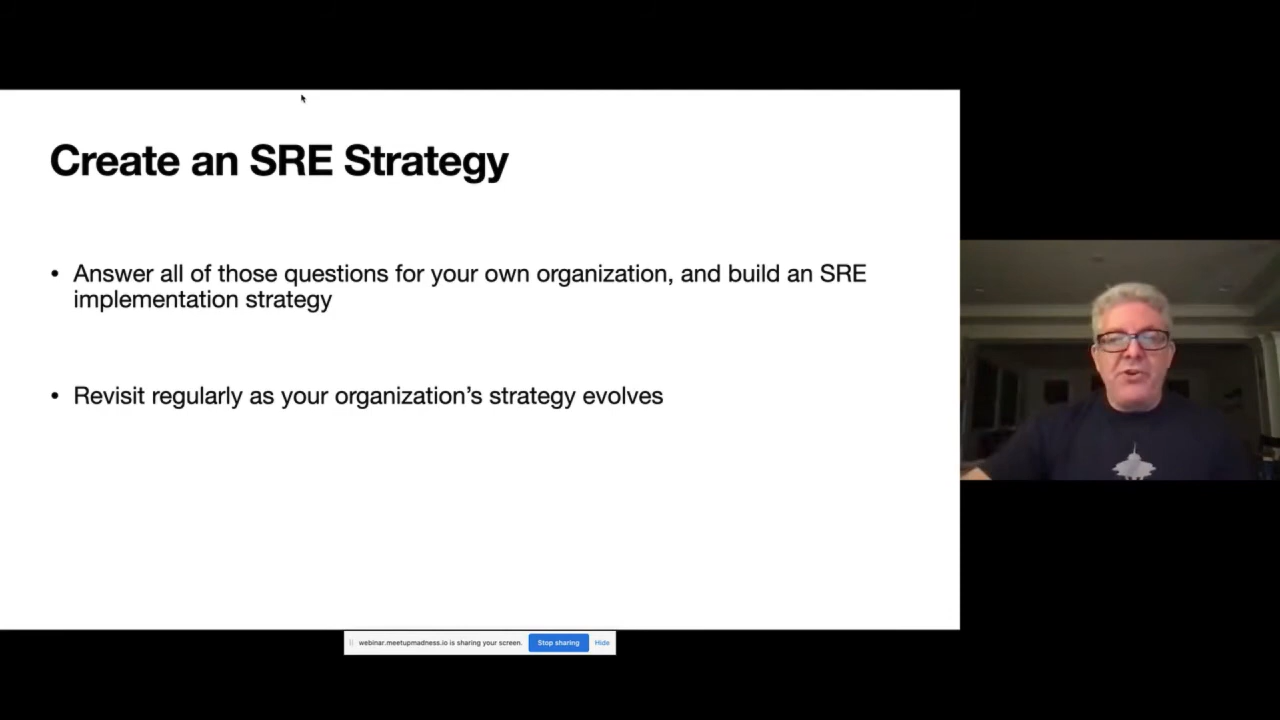 Create an SRE Strategy
• Answer all of those questions for your own organization, and build an SRE
implementation strategy
• Revisit regularly as your organization’s strategy evolves
webinar.meetupmadness.io is sharing your screen. Stop sharing Hide